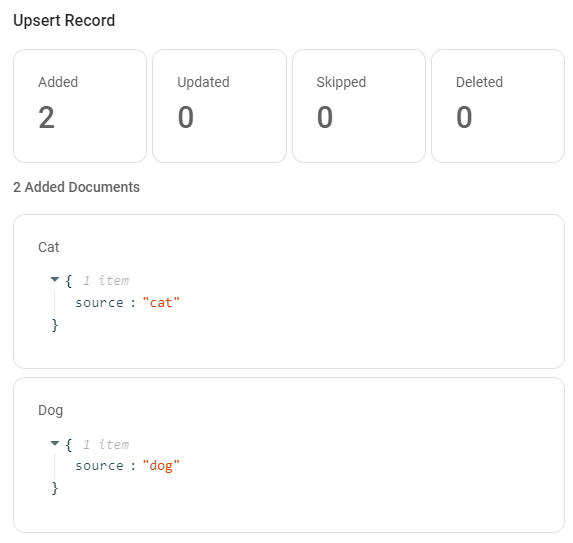 Upsert Record
Added Updated Skipped Deleted
2 0 0 0
2 Added Documents
Cat
{ 1 item
source : "cat"
}
Dog
{ 1 item
source : "dog"
}